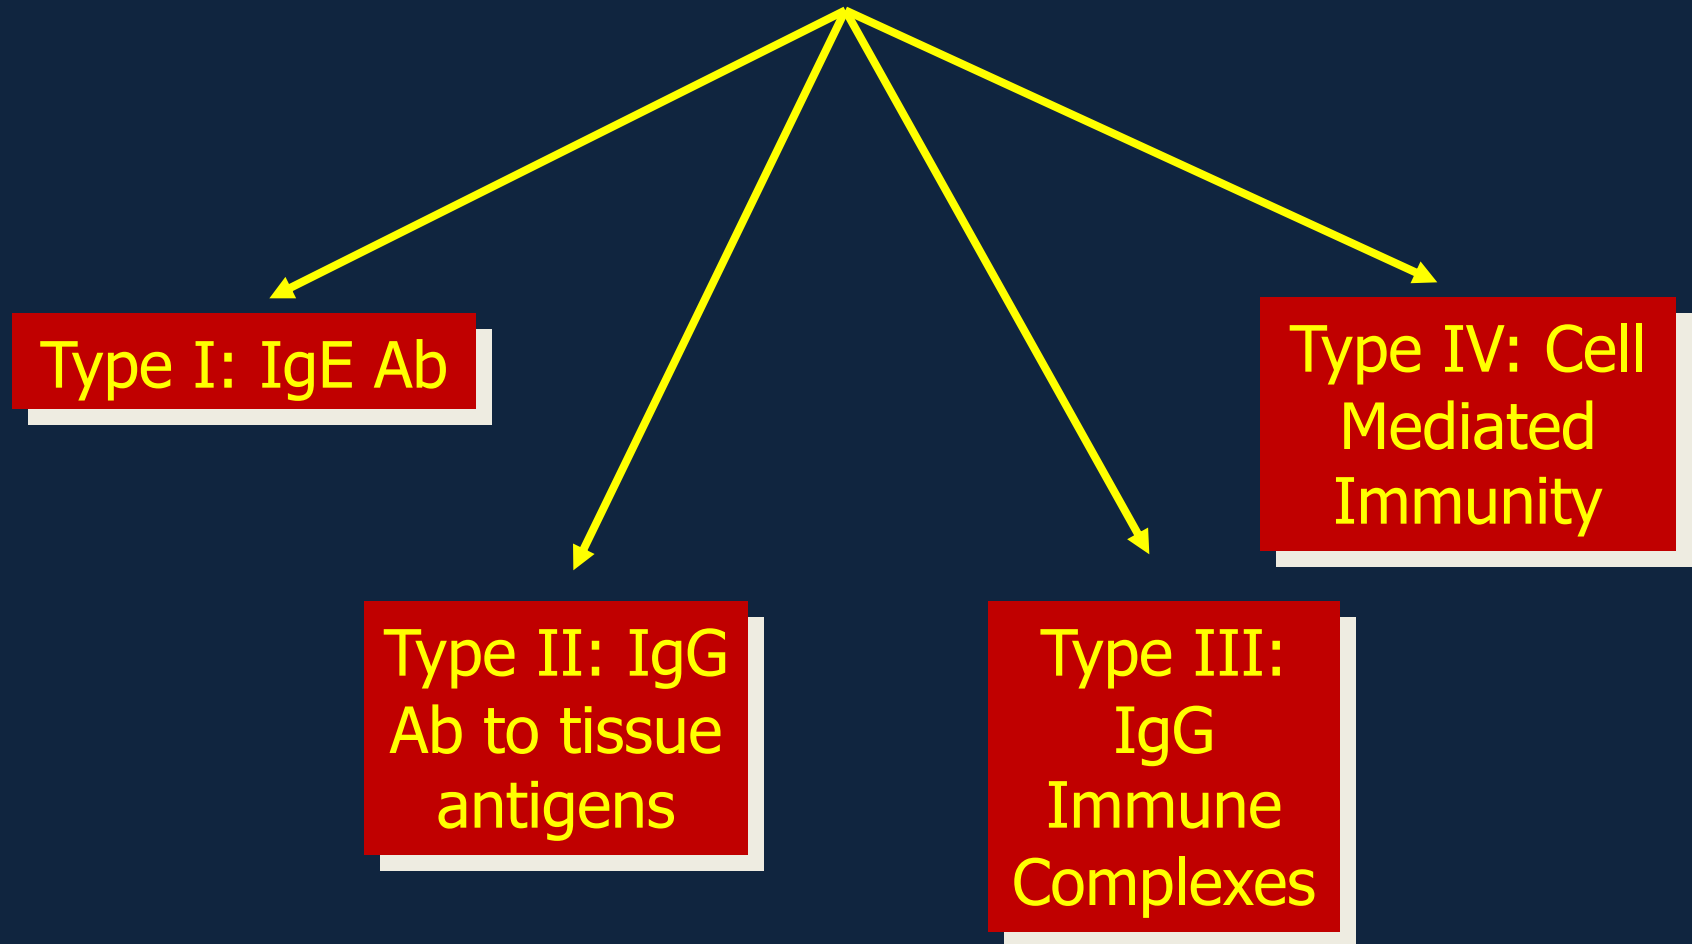 Type I: IgE Ab
Type II: IgG
Ab to tissue
antigens
Type III:
IgG
Immune
Complexes
Type IV: Cell
Mediated
Immunity